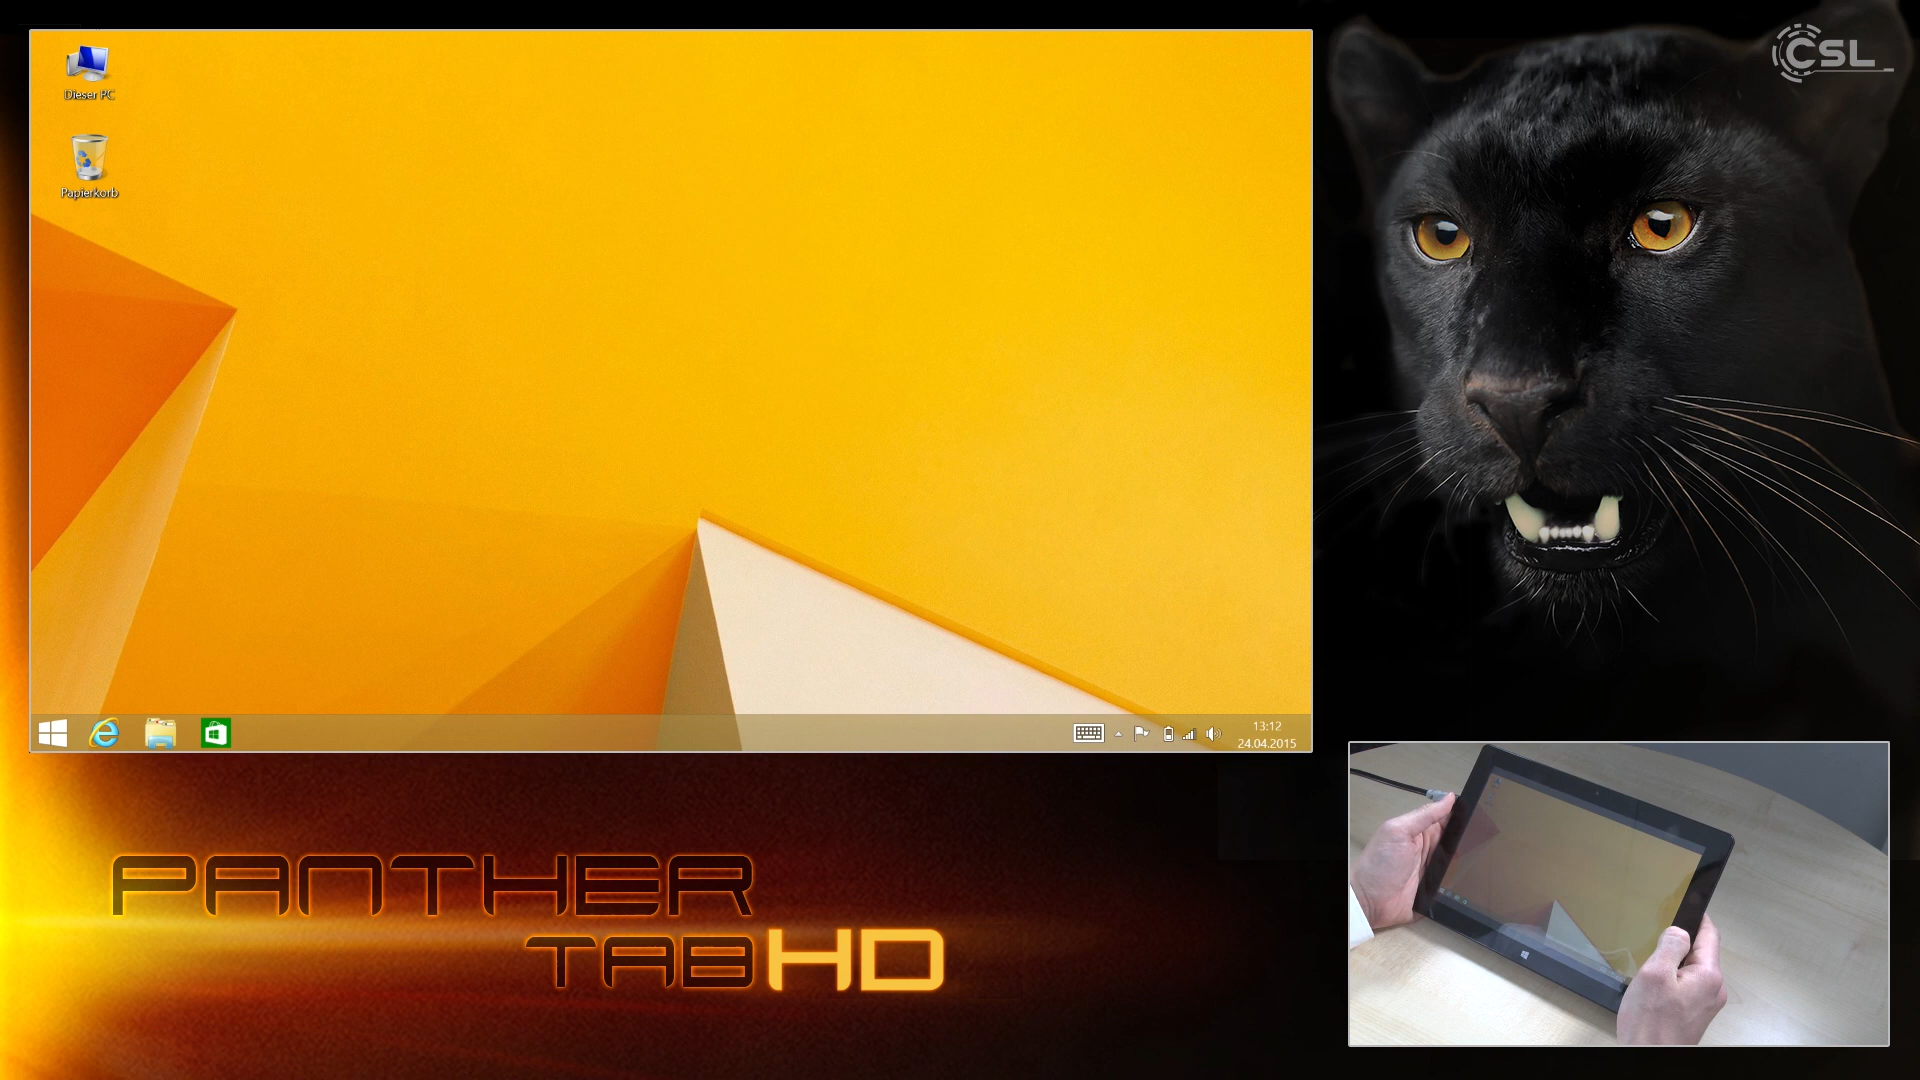 Dieser PC
Papierkorb
13:12
24.04.2015
CSL
PANTHER
TAB HD